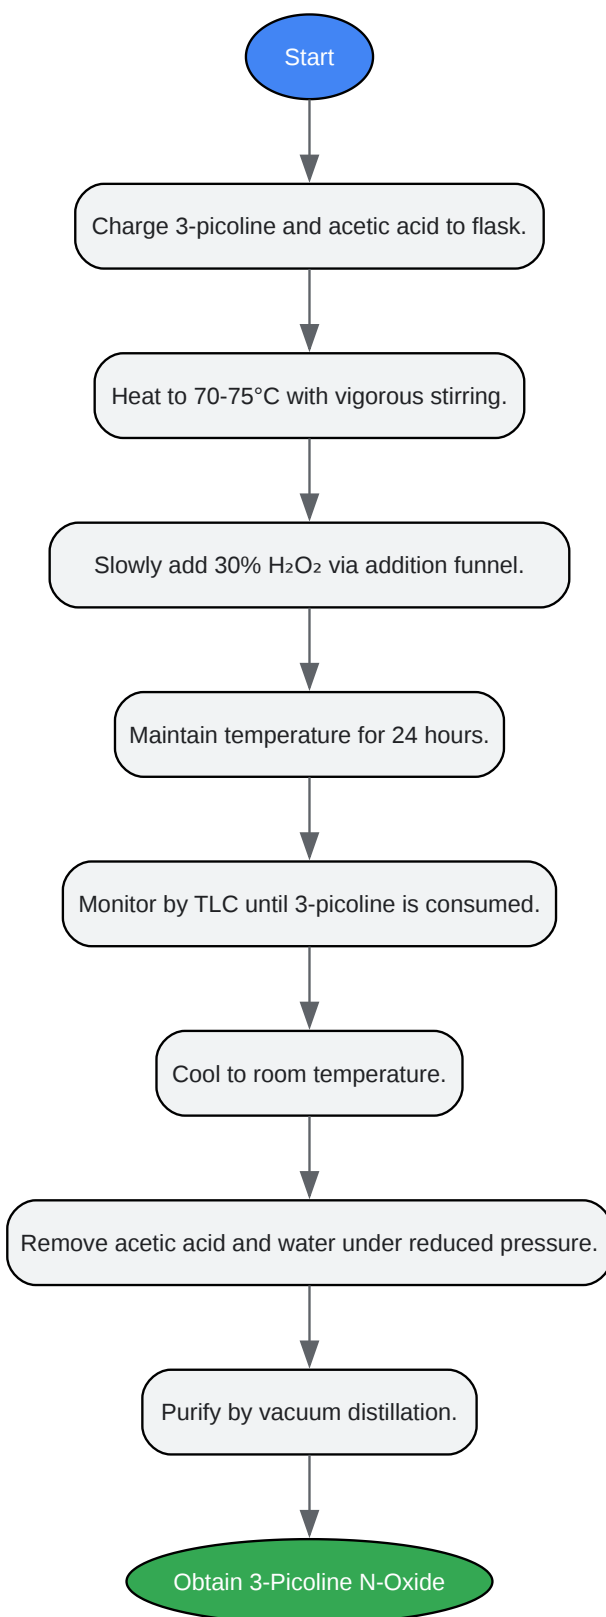 Start
Charge 3-picoline and acetic acid to flask.
Heat to 70-75°C with vigorous stirring.
Slowly add 30% H₂O₂ via addition funnel.
Maintain temperature for 24 hours.
Monitor by TLC until 3-picoline is consumed.
Cool to room temperature.
Remove acetic acid and water under reduced pressure.
Purify by vacuum distillation.
Obtain 3-Picoline N-Oxide